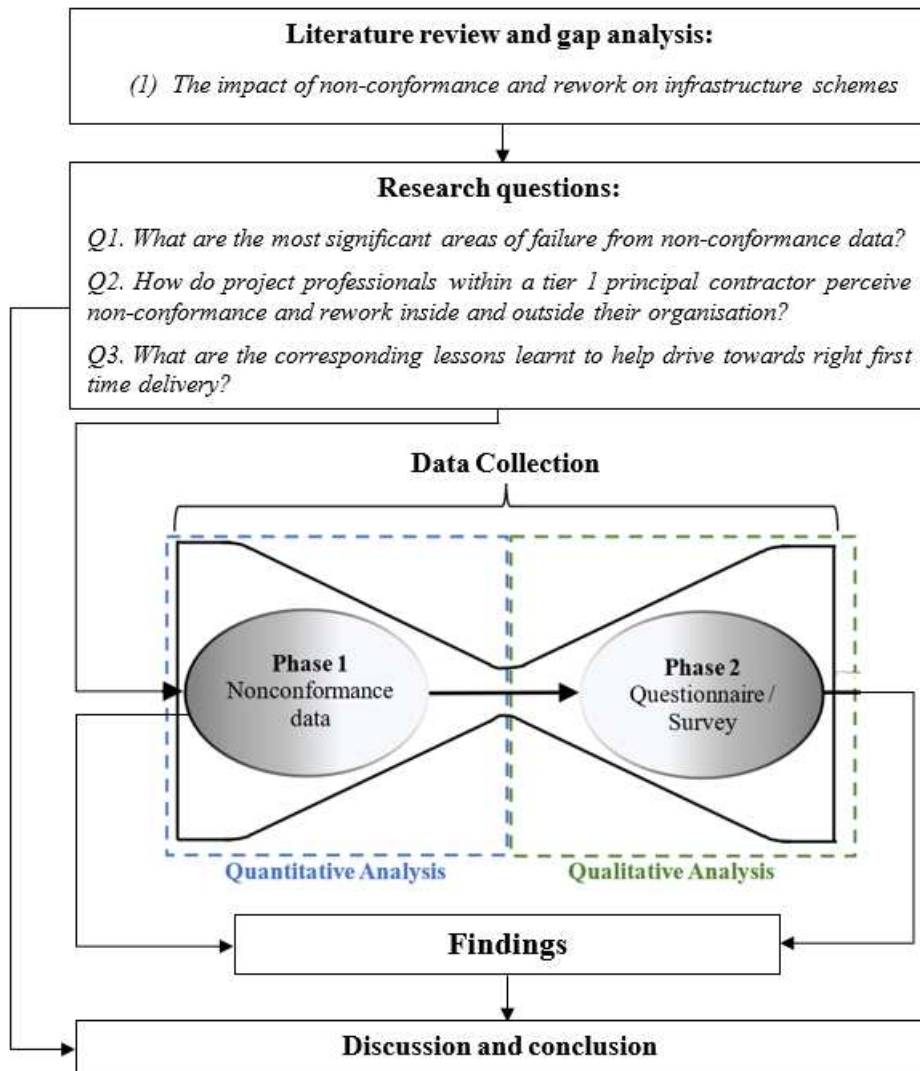 Literature review and gap analysis:
(1) The impact of non-conformance and rework on infrastructure schemes
Research questions:
Q1. What are the most significant areas of failure from non-conformance data?
Q2. How do project professionals within a tier 1 principal contractor perceive
non-conformance and rework inside and outside their organisation?
Q3. What are the corresponding lessons learnt to help drive towards right first
time delivery?
Data Collection
Phase 1
Nonconformance
data
Phase 2
Questionnaire /
Survey
Quantitative Analysis
Qualitative Analysis
Findings
Discussion and conclusion